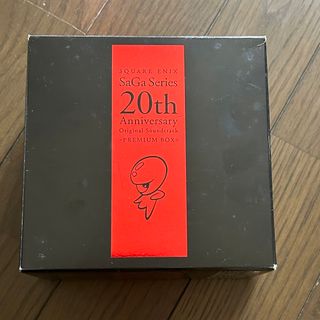 SQUARE ENIX
SaGa Series
20th
Anniversary
Original Soundtrack
-PREMIUM BOX-